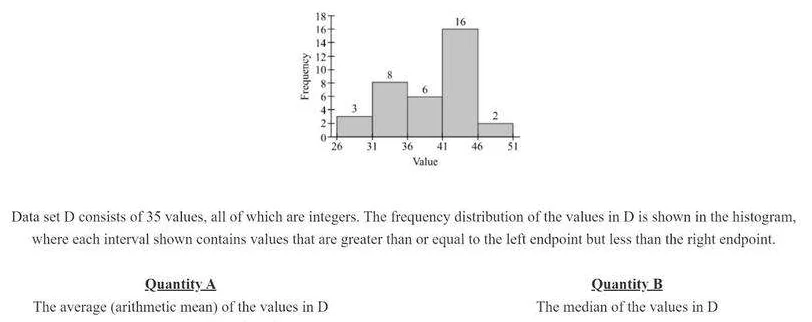 18
16
14
12
10
8
6
4
2
0
Frequency
3
8
6
16
2
26 31 36 41 46 51
Value
Data set D consists of 35 values, all of which are integers. The frequency distribution of the values in D is shown in the histogram,
where each interval shown contains values that are greater than or equal to the left endpoint but less than the right endpoint.
Quantity A
The average (arithmetic mean) of the values in D
Quantity B
The median of the values in D